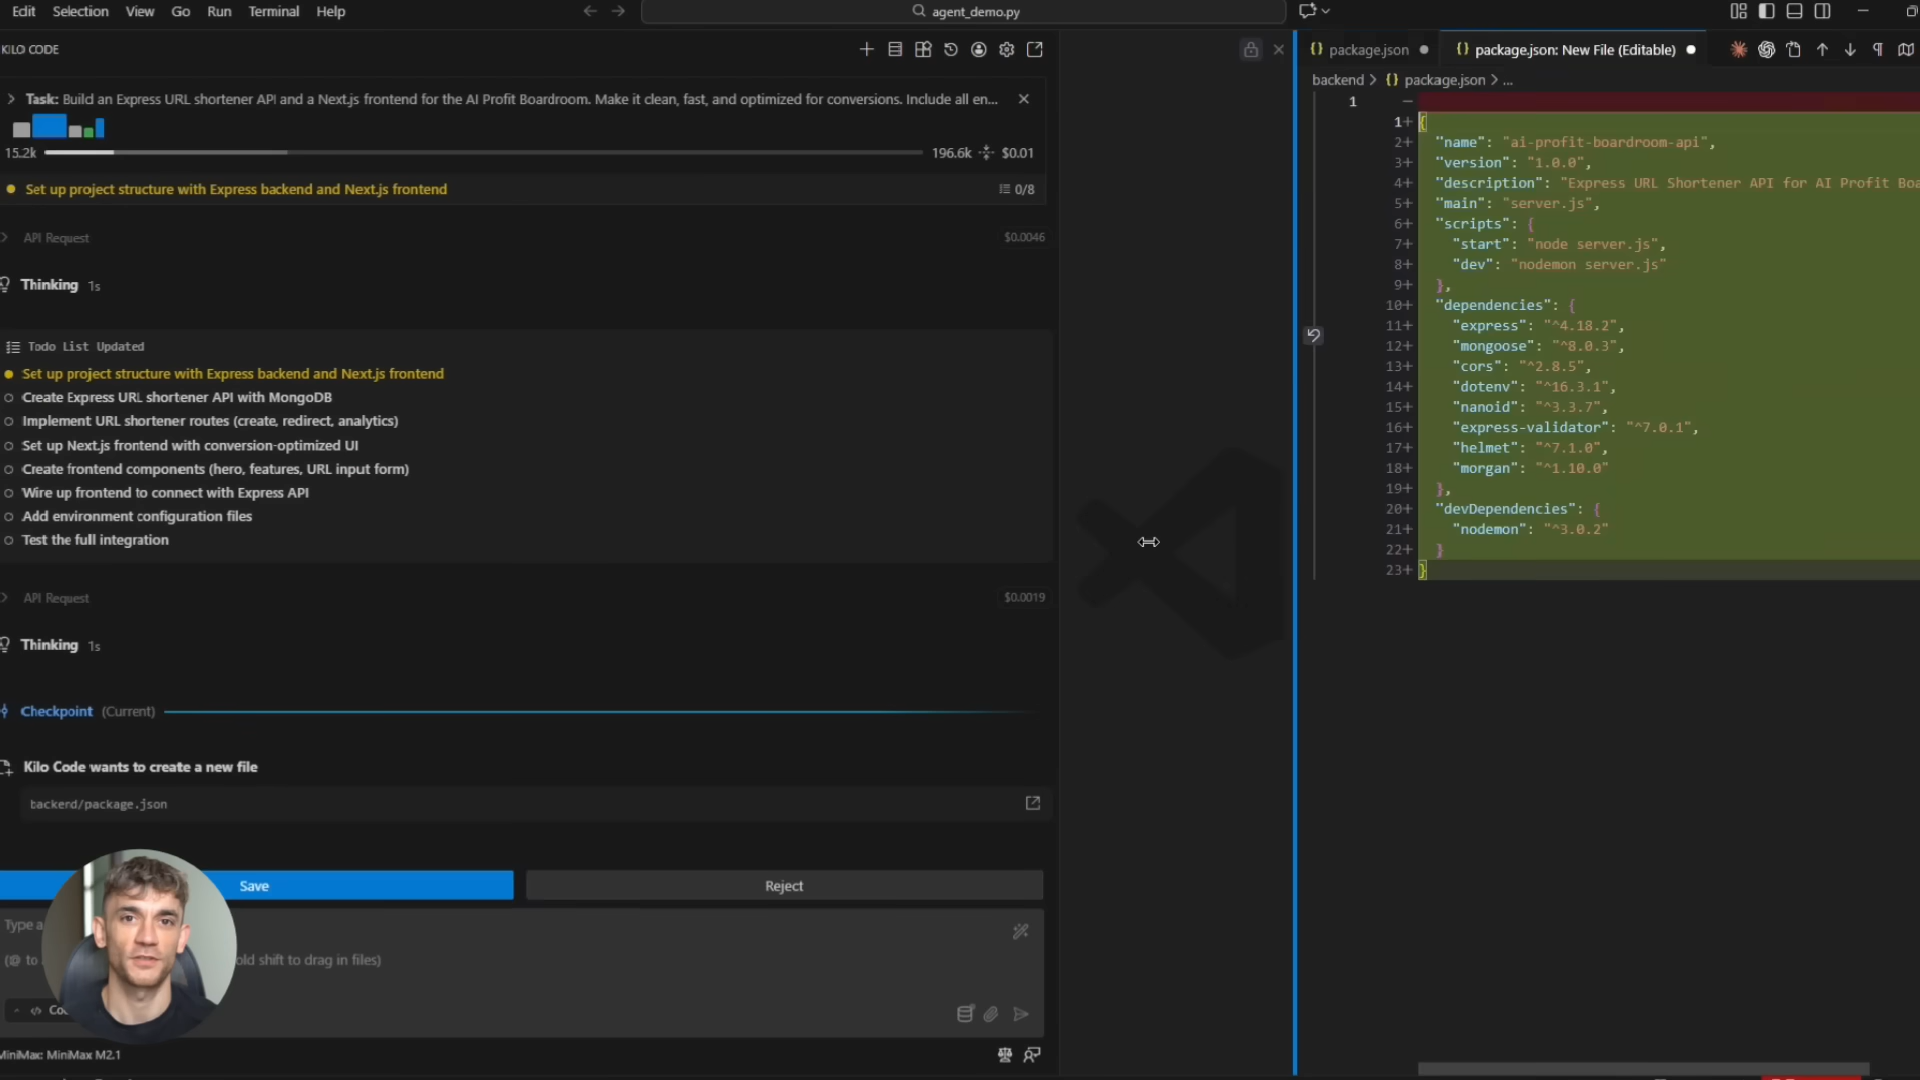 Edit Selection View Go Run Terminal Help
agent_demo.py
KILO CODE
Task: Build an Express URL shortener API and a Next.js frontend for the AI Profit Boardroom. Make it clean, fast, and optimized for conversions. Include all en...
15.2k 196.6k $0.01
Set up project structure with Express backend and Next.js frontend 0/8
API Request $0.0046
Thinking 1s
Todo List Updated
Set up project structure with Express backend and Next.js frontend
Create Express URL shortener API with MongoDB
Implement URL shortener routes (create, redirect, analytics)
Set up Next.js frontend with conversion-optimized UI
Create frontend components (hero, features, URL input form)
Wire up frontend to connect with Express API
Add environment configuration files
Test the full integration
API Request $0.0019
Thinking 1s
Checkpoint (Current)
Kilo Code wants to create a new file
backend/package.json
Save Reject
Type a
(@ to old shift to drag in files)
MiniMax: MiniMax M2.1
package.json package.json: New File (Editable)
backend > {} package.json > ...
1 −
1+ {
2+ "name": "ai-profit-boardroom-api",
3+ "version": "1.0.0",
4+ "description": "Express URL Shortener API for AI Profit Boa
5+ "main": "server.js",
6+ "scripts": {
7+ "start": "node server.js",
8+ "dev": "nodemon server.js"
9+ },
10+ "dependencies": {
11+ "express": "^4.18.2",
12+ "mongoose": "^8.0.3",
13+ "cors": "^2.8.5",
14+ "dotenv": "^16.3.1",
15+ "nanoid": "^3.3.7",
16+ "express-validator": "^7.0.1",
17+ "helmet": "^7.1.0",
18+ "morgan": "^1.10.0"
19+ },
20+ "devDependencies": {
21+ "nodemon": "^3.0.2"
22+ }
23+ }